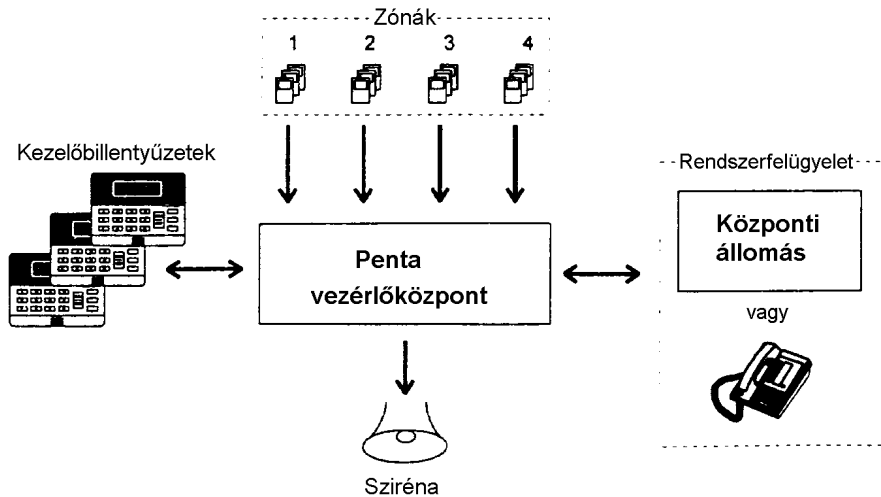 Zónák
1 2 3 4
Kezelőbillentyűzetek
Rendszerfelügyelet
Penta
vezérlőközpont
Központi
állomás
vagy
Sziréna